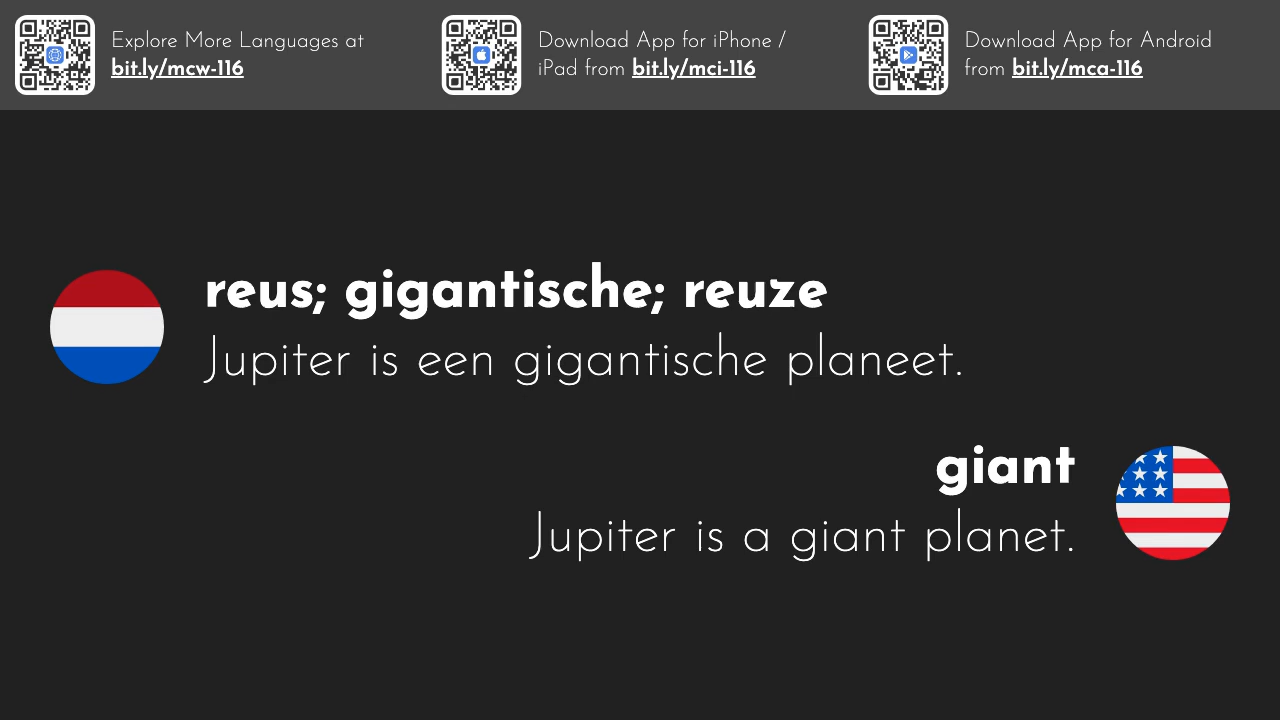 Explore More Languages at
bit.ly/mcw-116
Download App for iPhone /
iPad from bit.ly/mci-116
Download App for Android
from bit.ly/mca-116
reus; gigantische; reuze
Jupiter is een gigantische planeet.
giant
Jupiter is a giant planet.